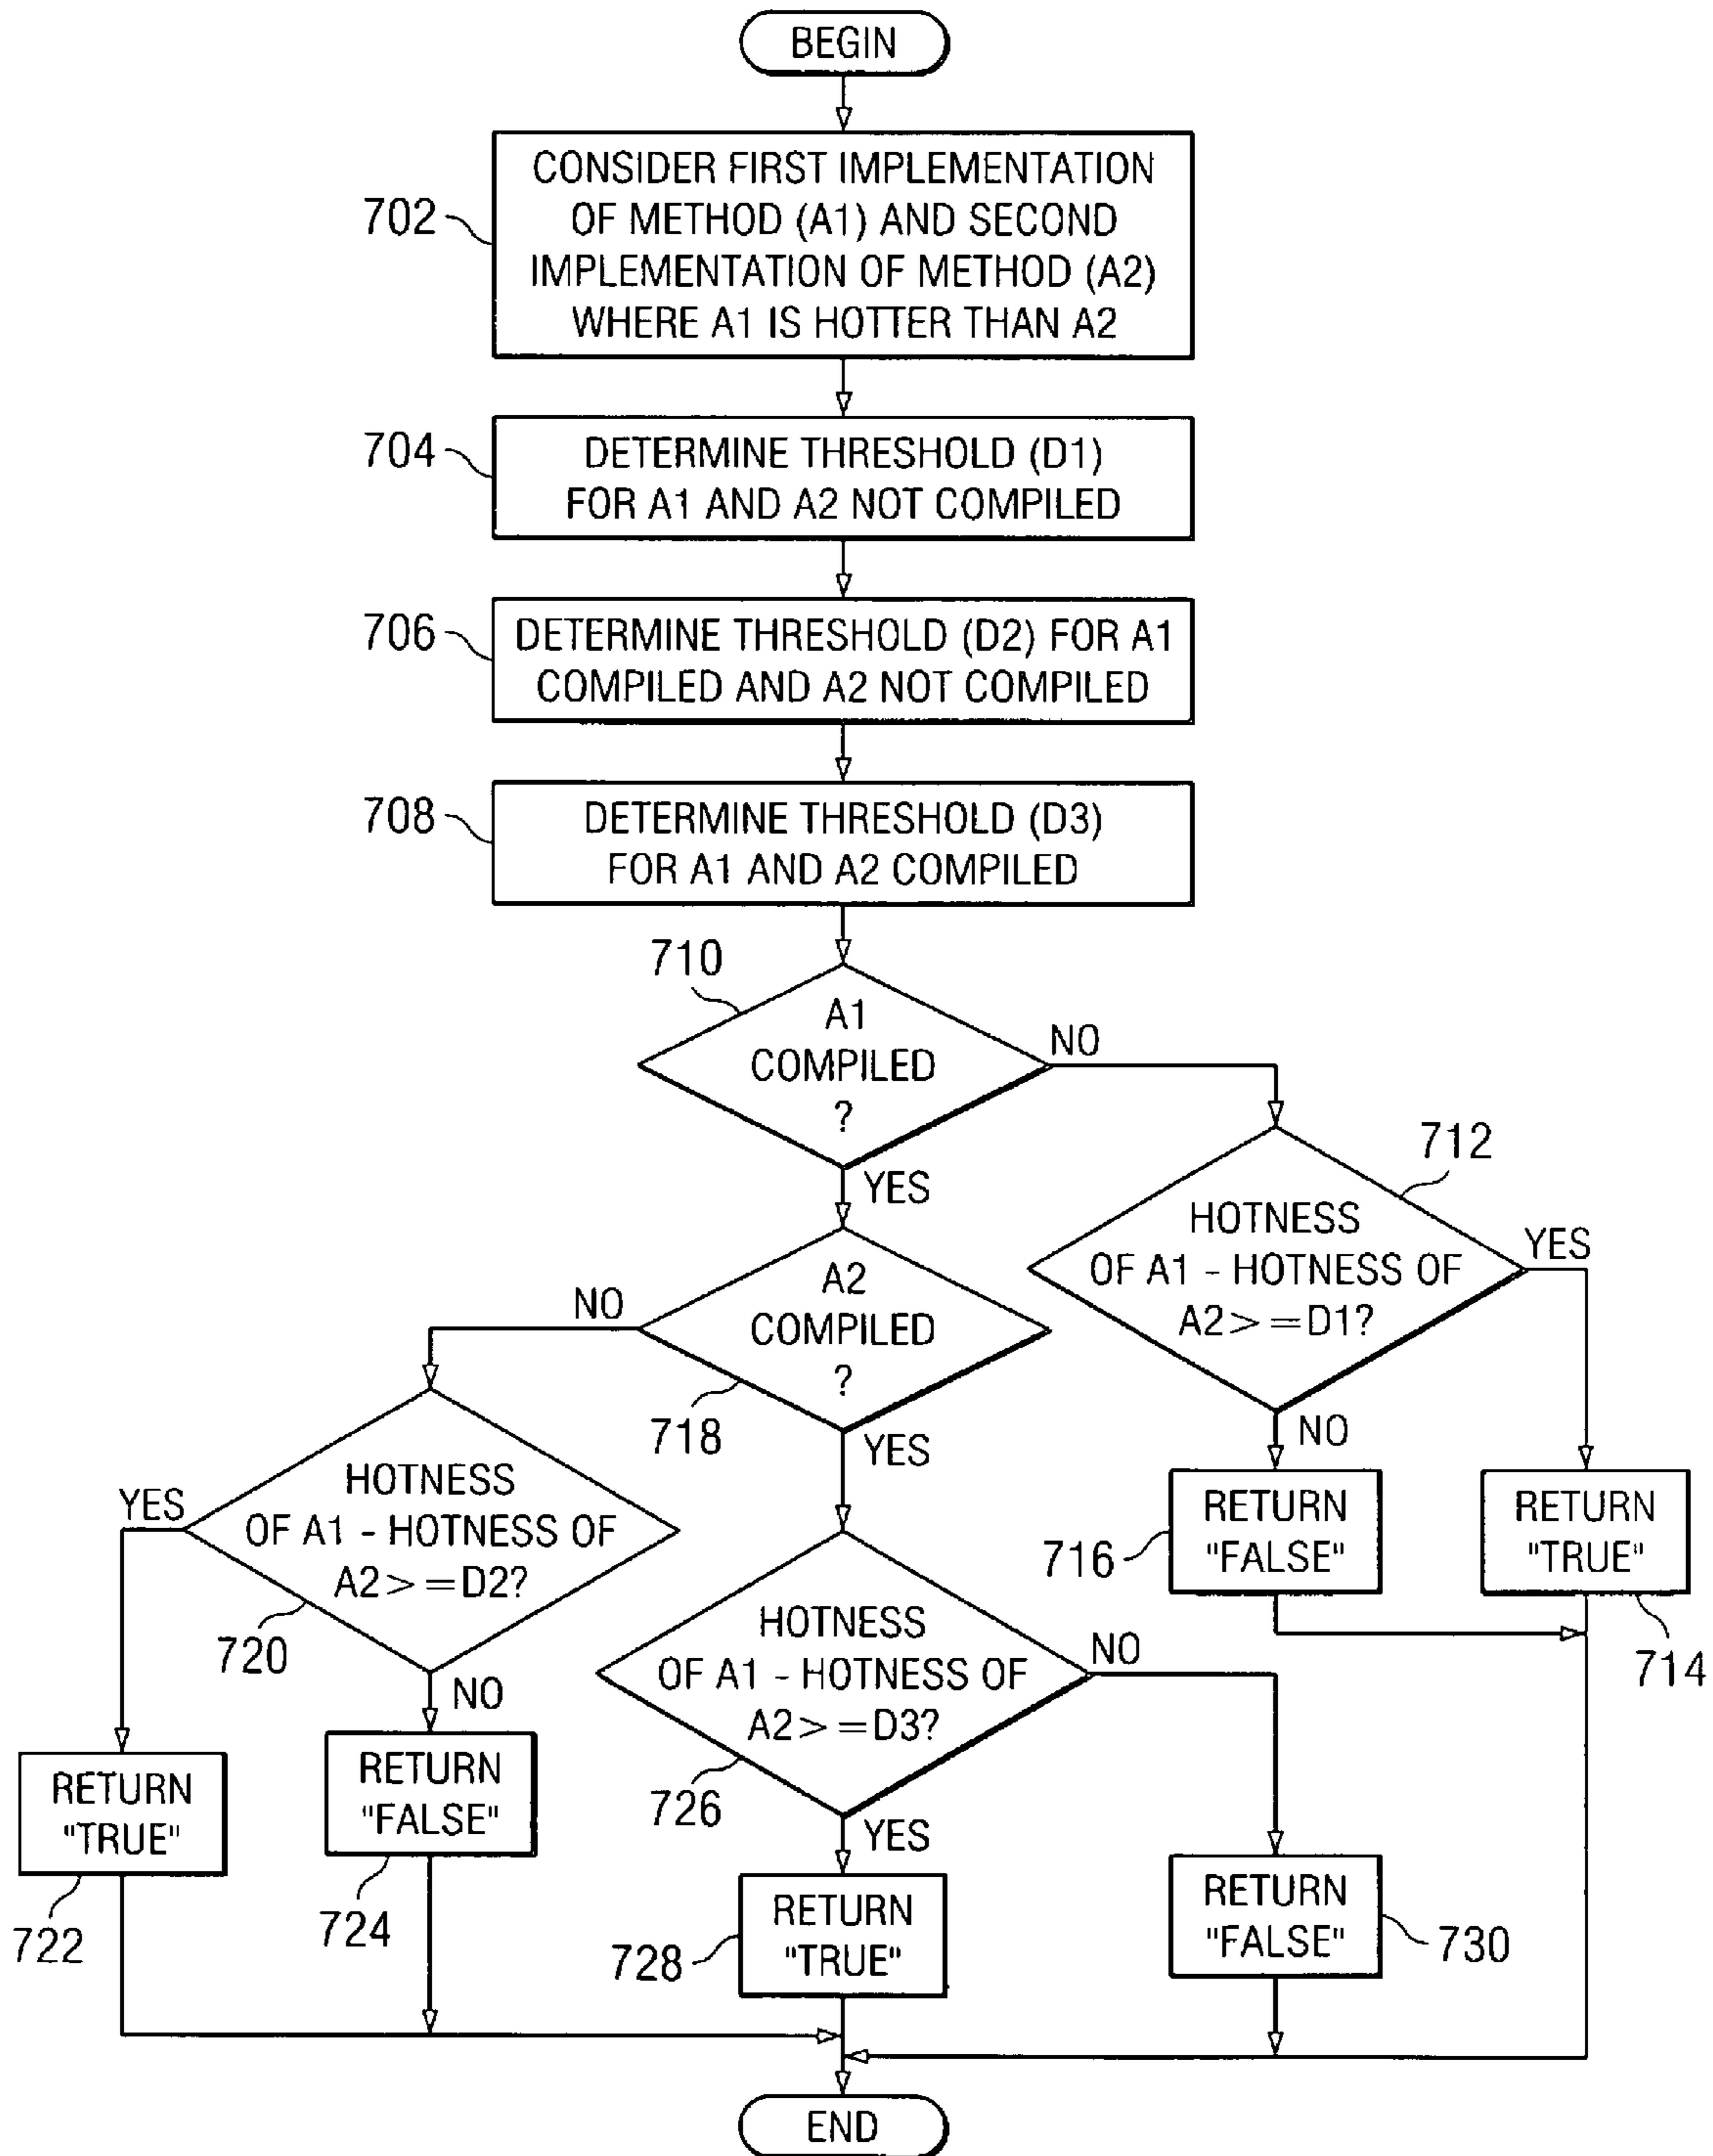 BEGIN
702
CONSIDER FIRST IMPLEMENTATION
OF METHOD (A1) AND SECOND
IMPLEMENTATION OF METHOD (A2)
WHERE A1 IS HOTTER THAN A2
704
DETERMINE THRESHOLD (D1)
FOR A1 AND A2 NOT COMPILED
706
DETERMINE THRESHOLD (D2) FOR A1
COMPILED AND A2 NOT COMPILED
708
DETERMINE THRESHOLD (D3)
FOR A1 AND A2 COMPILED
710
A1
COMPILED
?
NO
YES
712
HOTNESS
OF A1 - HOTNESS OF
A2>=D1?
YES
NO
RETURN
"FALSE"
716
RETURN
"TRUE"
714
A2
COMPILED
?
718
NO
YES
HOTNESS
OF A1 - HOTNESS OF
A2>=D2?
720
YES
NO
RETURN
"TRUE"
722
RETURN
"FALSE"
724
HOTNESS
OF A1 - HOTNESS OF
A2>=D3?
726
NO
YES
RETURN
"TRUE"
728
RETURN
"FALSE"
730
END